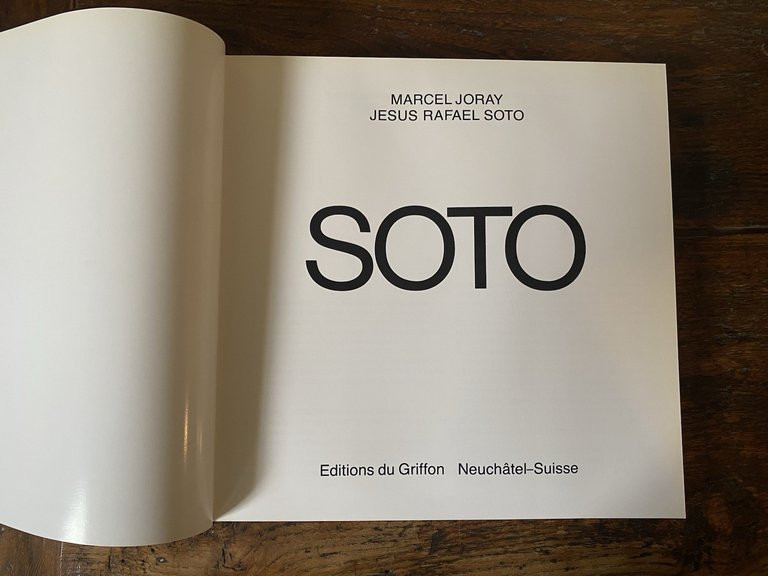 MARCEL JORAY
JESUS RAFAEL SOTO
SOTO
Editions du Griffon Neuchâtel–Suisse